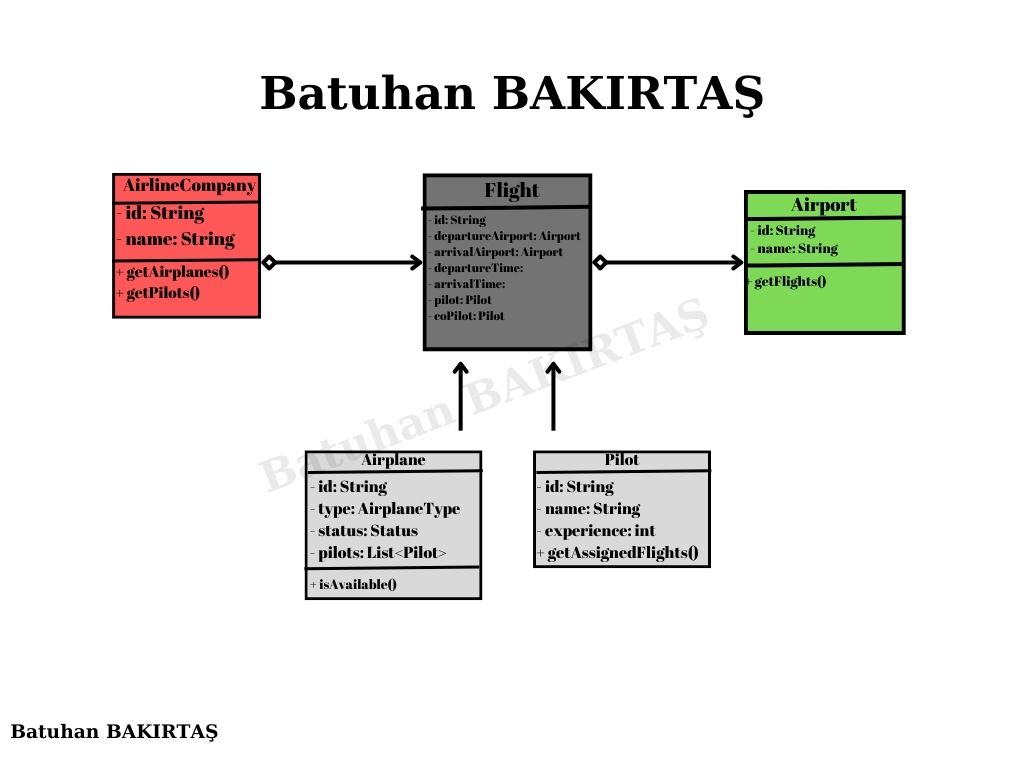 Batuhan BAKIRTAŞ
AirlineCompany
- id: String
- name: String
+ getAirplanes()
+ getPilots()
Flight
- id: String
- departureAirport: Airport
- arrivalAirport: Airport
- departureTime:
- arrivalTime:
- pilot: Pilot
- coPilot: Pilot
Airport
- id: String
- name: String
+ getFlights()
Batuhan BAKIRTAŞ
Airplane
- id: String
- type: AirplaneType
- status: Status
- pilots: List<Pilot>
+ isAvailable()
Pilot
- id: String
- name: String
- experience: int
+ getAssignedFlights()
Batuhan BAKIRTAŞ